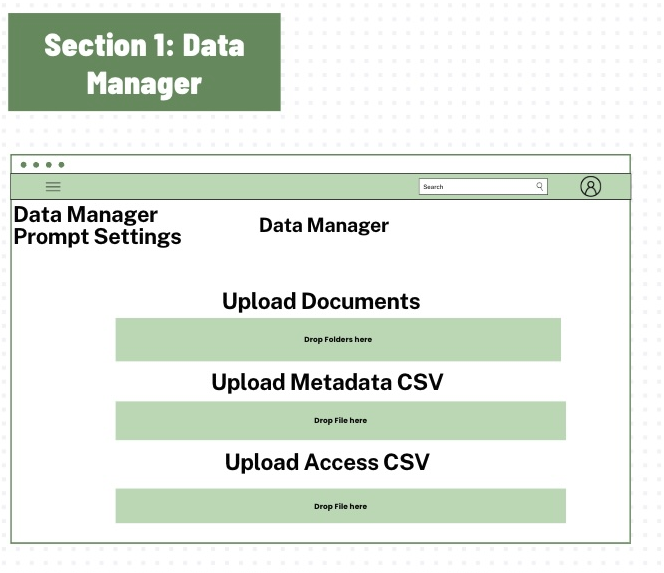 Section 1: Data
Manager
Search
Data Manager
Prompt Settings
Data Manager
Upload Documents
Drop Folders here
Upload Metadata CSV
Drop File here
Upload Access CSV
Drop File here